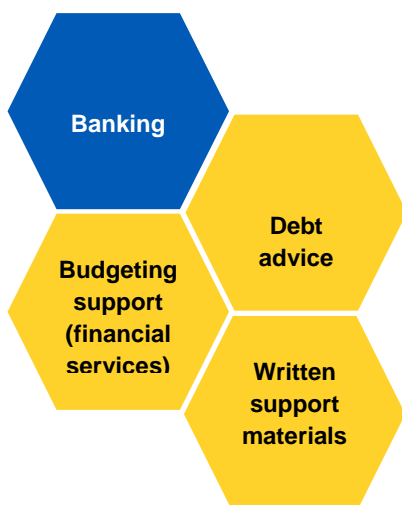 Banking
Debt
advice
Budgeting
support
(financial
services)
Written
support
materials